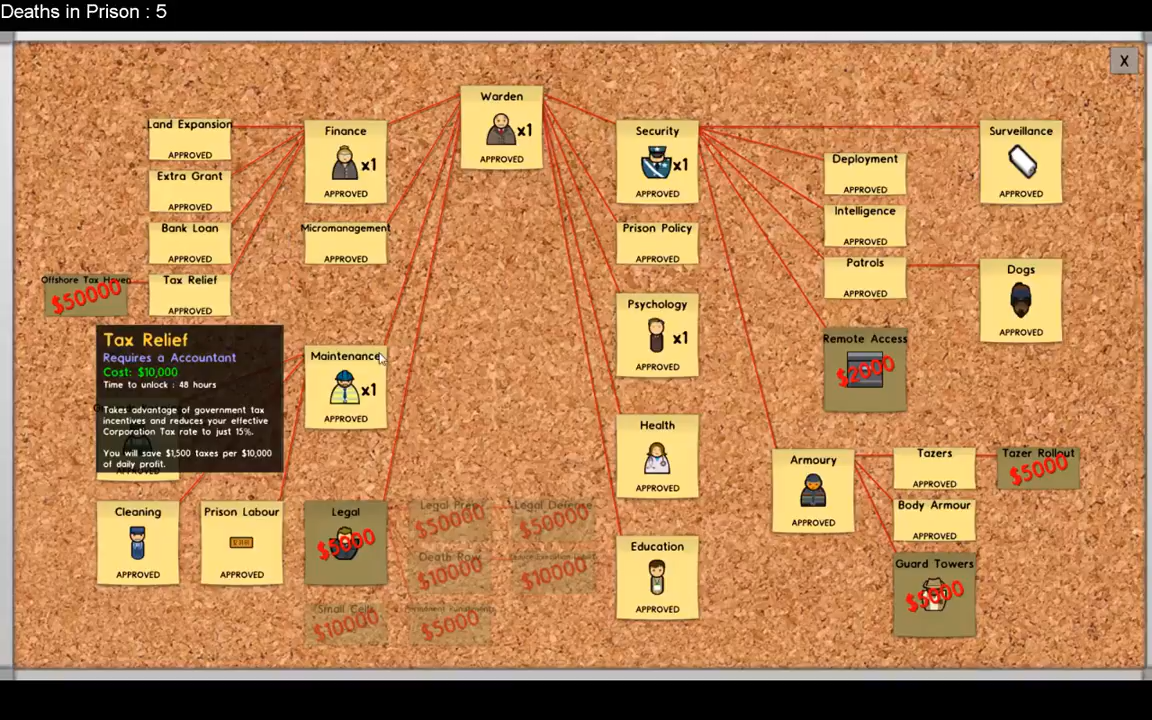 Deaths in Prison : 5
X
Warden
x1
APPROVED
Land Expansion
APPROVED
Extra Grant
APPROVED
Bank Loan
APPROVED
Tax Relief
APPROVED
Offshore Tax Haven
$50000
Finance
x1
APPROVED
Micromanagement
APPROVED
Tax Relief
Requires a Accountant
Cost: $10,000
Time to unlock : 48 hours
Takes advantage of government tax
incentives and reduces your effective
Corporation Tax rate to just 15%.
You will save $1,500 taxes per $10,000
of daily profit.
APPROVED
Maintenance
x1
APPROVED
Cleaning
APPROVED
Prison Labour
APPROVED
Legal
$5000
Legal Prep
$50000
Legal Defense
$50000
Death Row
$10000
$10000
Small Cells
$10000
$5000
Security
x1
APPROVED
Prison Policy
APPROVED
Psychology
x1
APPROVED
Health
APPROVED
Education
APPROVED
Deployment
APPROVED
Intelligence
APPROVED
Patrols
APPROVED
Remote Access
$2000
Surveillance
APPROVED
Dogs
APPROVED
Armoury
APPROVED
Tazers
APPROVED
Tazer Rollout
$5000
Body Armour
APPROVED
Guard Towers
$5000